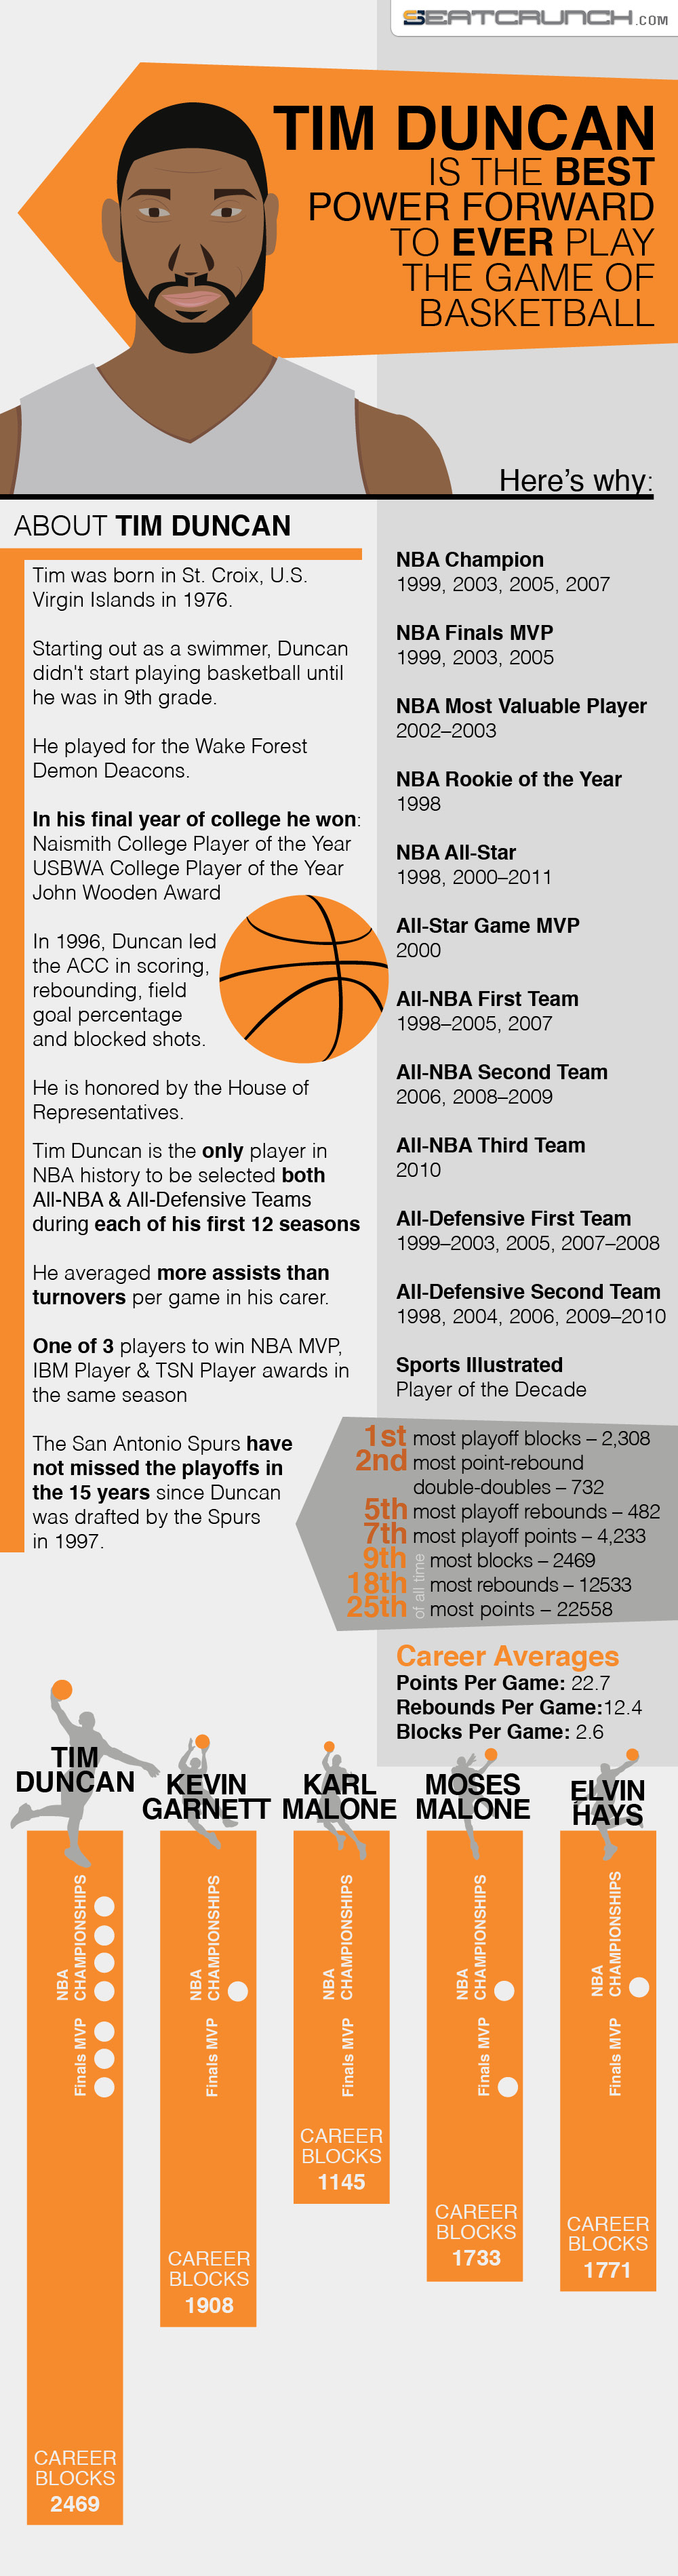 SEATCRUNCH.COM
TIM DUNCAN
IS THE BEST
POWER FORWARD
TO EVER PLAY
THE GAME OF
BASKETBALL
Here's why:
ABOUT TIM DUNCAN
Tim was born in St. Croix, U.S.
Virgin Islands in 1976.
Starting out as a swimmer, Duncan
didn't start playing basketball until
he was in 9th grade.
He played for the Wake Forest
Demon Deacons.
In his final year of college he won:
Naismith College Player of the Year
USBWA College Player of the Year
John Wooden Award
In 1996, Duncan led
the ACC in scoring,
rebounding, field
goal percentage
and blocked shots.
He is honored by the House of
Representatives.
Tim Duncan is the only player in
NBA history to be selected both
All-NBA & All-Defensive Teams
during each of his first 12 seasons
He averaged more assists than
turnovers per game in his carer.
One of 3 players to win NBA MVP,
IBM Player & TSN Player awards in
the same season
The San Antonio Spurs have
not missed the playoffs in
the 15 years since Duncan
was drafted by the Spurs
in 1997.
NBA Champion
1999, 2003, 2005, 2007
NBA Finals MVP
1999, 2003, 2005
NBA Most Valuable Player
2002–2003
NBA Rookie of the Year
1998
NBA All-Star
1998, 2000–2011
All-Star Game MVP
2000
All-NBA First Team
1998–2005, 2007
All-NBA Second Team
2006, 2008–2009
All-NBA Third Team
2010
All-Defensive First Team
1999–2003, 2005, 2007–2008
All-Defensive Second Team
1998, 2004, 2006, 2009–2010
Sports Illustrated
Player of the Decade
1st most playoff blocks – 2,308
2nd most point-rebound
double-doubles – 732
5th most playoff rebounds – 482
7th most playoff points – 4,233
9th most blocks – 2469
18th most rebounds – 12533
25th most points – 22558
of all time
Career Averages
Points Per Game: 22.7
Rebounds Per Game:12.4
Blocks Per Game: 2.6
TIM
DUNCAN
NBA
CHAMPIONSHIPS
Finals MVP
CAREER
BLOCKS
2469
KEVIN
GARNETT
NBA
CHAMPIONSHIPS
Finals MVP
CAREER
BLOCKS
1908
KARL
MALONE
NBA
CHAMPIONSHIPS
Finals MVP
CAREER
BLOCKS
1145
MOSES
MALONE
NBA
CHAMPIONSHIPS
Finals MVP
CAREER
BLOCKS
1733
ELVIN
HAYS
NBA
CHAMPIONSHIPS
Finals MVP
CAREER
BLOCKS
1771